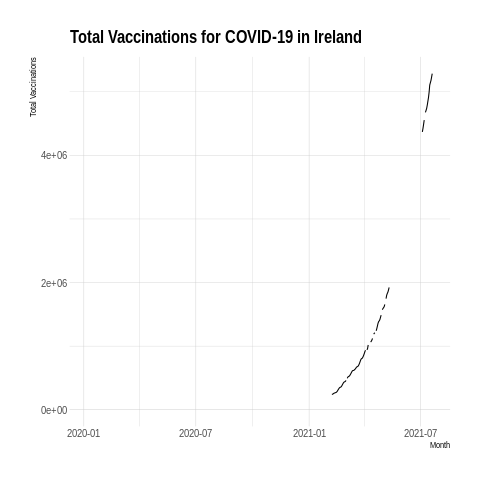 Total Vaccinations for COVID-19 in Ireland
Total Vaccinations
4e+06
2e+06
0e+00
2020-01 2020-07 2021-01 2021-07
Month